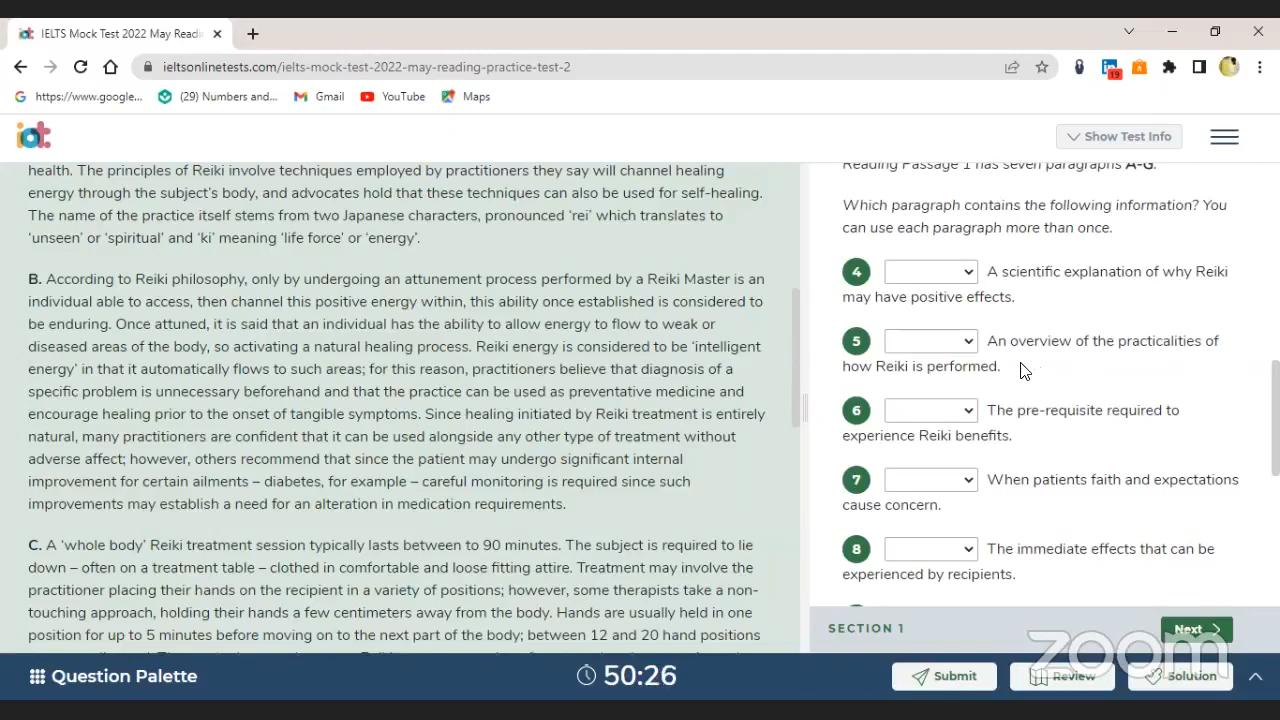 IELTS Mock Test 2022 May Readi
ieltsonlinetests.com/ielts-mock-test-2022-may-reading-practice-test-2
19
https://www.google... (29) Numbers and... Gmail YouTube Maps
iot.
Show Test Info
health. The principles of Reiki involve techniques employed by practitioners they say will channel healing
energy through the subject's body, and advocates hold that these techniques can also be used for self-healing.
The name of the practice itself stems from two Japanese characters, pronounced ‘rei’ which translates to
‘unseen’ or ‘spiritual’ and ‘ki’ meaning ‘life force’ or ‘energy’.
B. According to Reiki philosophy, only by undergoing an attunement process performed by a Reiki Master is an
individual able to access, then channel this positive energy within, this ability once established is considered to
be enduring. Once attuned, it is said that an individual has the ability to allow energy to flow to weak or
diseased areas of the body, so activating a natural healing process. Reiki energy is considered to be ‘intelligent
energy’ in that it automatically flows to such areas; for this reason, practitioners believe that diagnosis of a
specific problem is unnecessary beforehand and that the practice can be used as preventative medicine and
encourage healing prior to the onset of tangible symptoms. Since healing initiated by Reiki treatment is entirely
natural, many practitioners are confident that it can be used alongside any other type of treatment without
adverse affect; however, others recommend that since the patient may undergo significant internal
improvement for certain ailments – diabetes, for example – careful monitoring is required since such
improvements may establish a need for an alteration in medication requirements.
C. A ‘whole body’ Reiki treatment session typically lasts between to 90 minutes. The subject is required to lie
down – often on a treatment table – clothed in comfortable and loose fitting attire. Treatment may involve the
practitioner placing their hands on the recipient in a variety of positions; however, some therapists take a non-
touching approach, holding their hands a few centimeters away from the body. Hands are usually held in one
position for up to 5 minutes before moving on to the next part of the body; between 12 and 20 hand positions
Reading Passage 1 has seven paragraphs A-G.
Which paragraph contains the following information? You
can use each paragraph more than once.
4 A scientific explanation of why Reiki
may have positive effects.
5 An overview of the practicalities of
how Reiki is performed.
6 The pre-requisite required to
experience Reiki benefits.
7 When patients faith and expectations
cause concern.
8 The immediate effects that can be
experienced by recipients.
SECTION 1
Next
zoom
Question Palette
50:26
Submit
Review
Solution